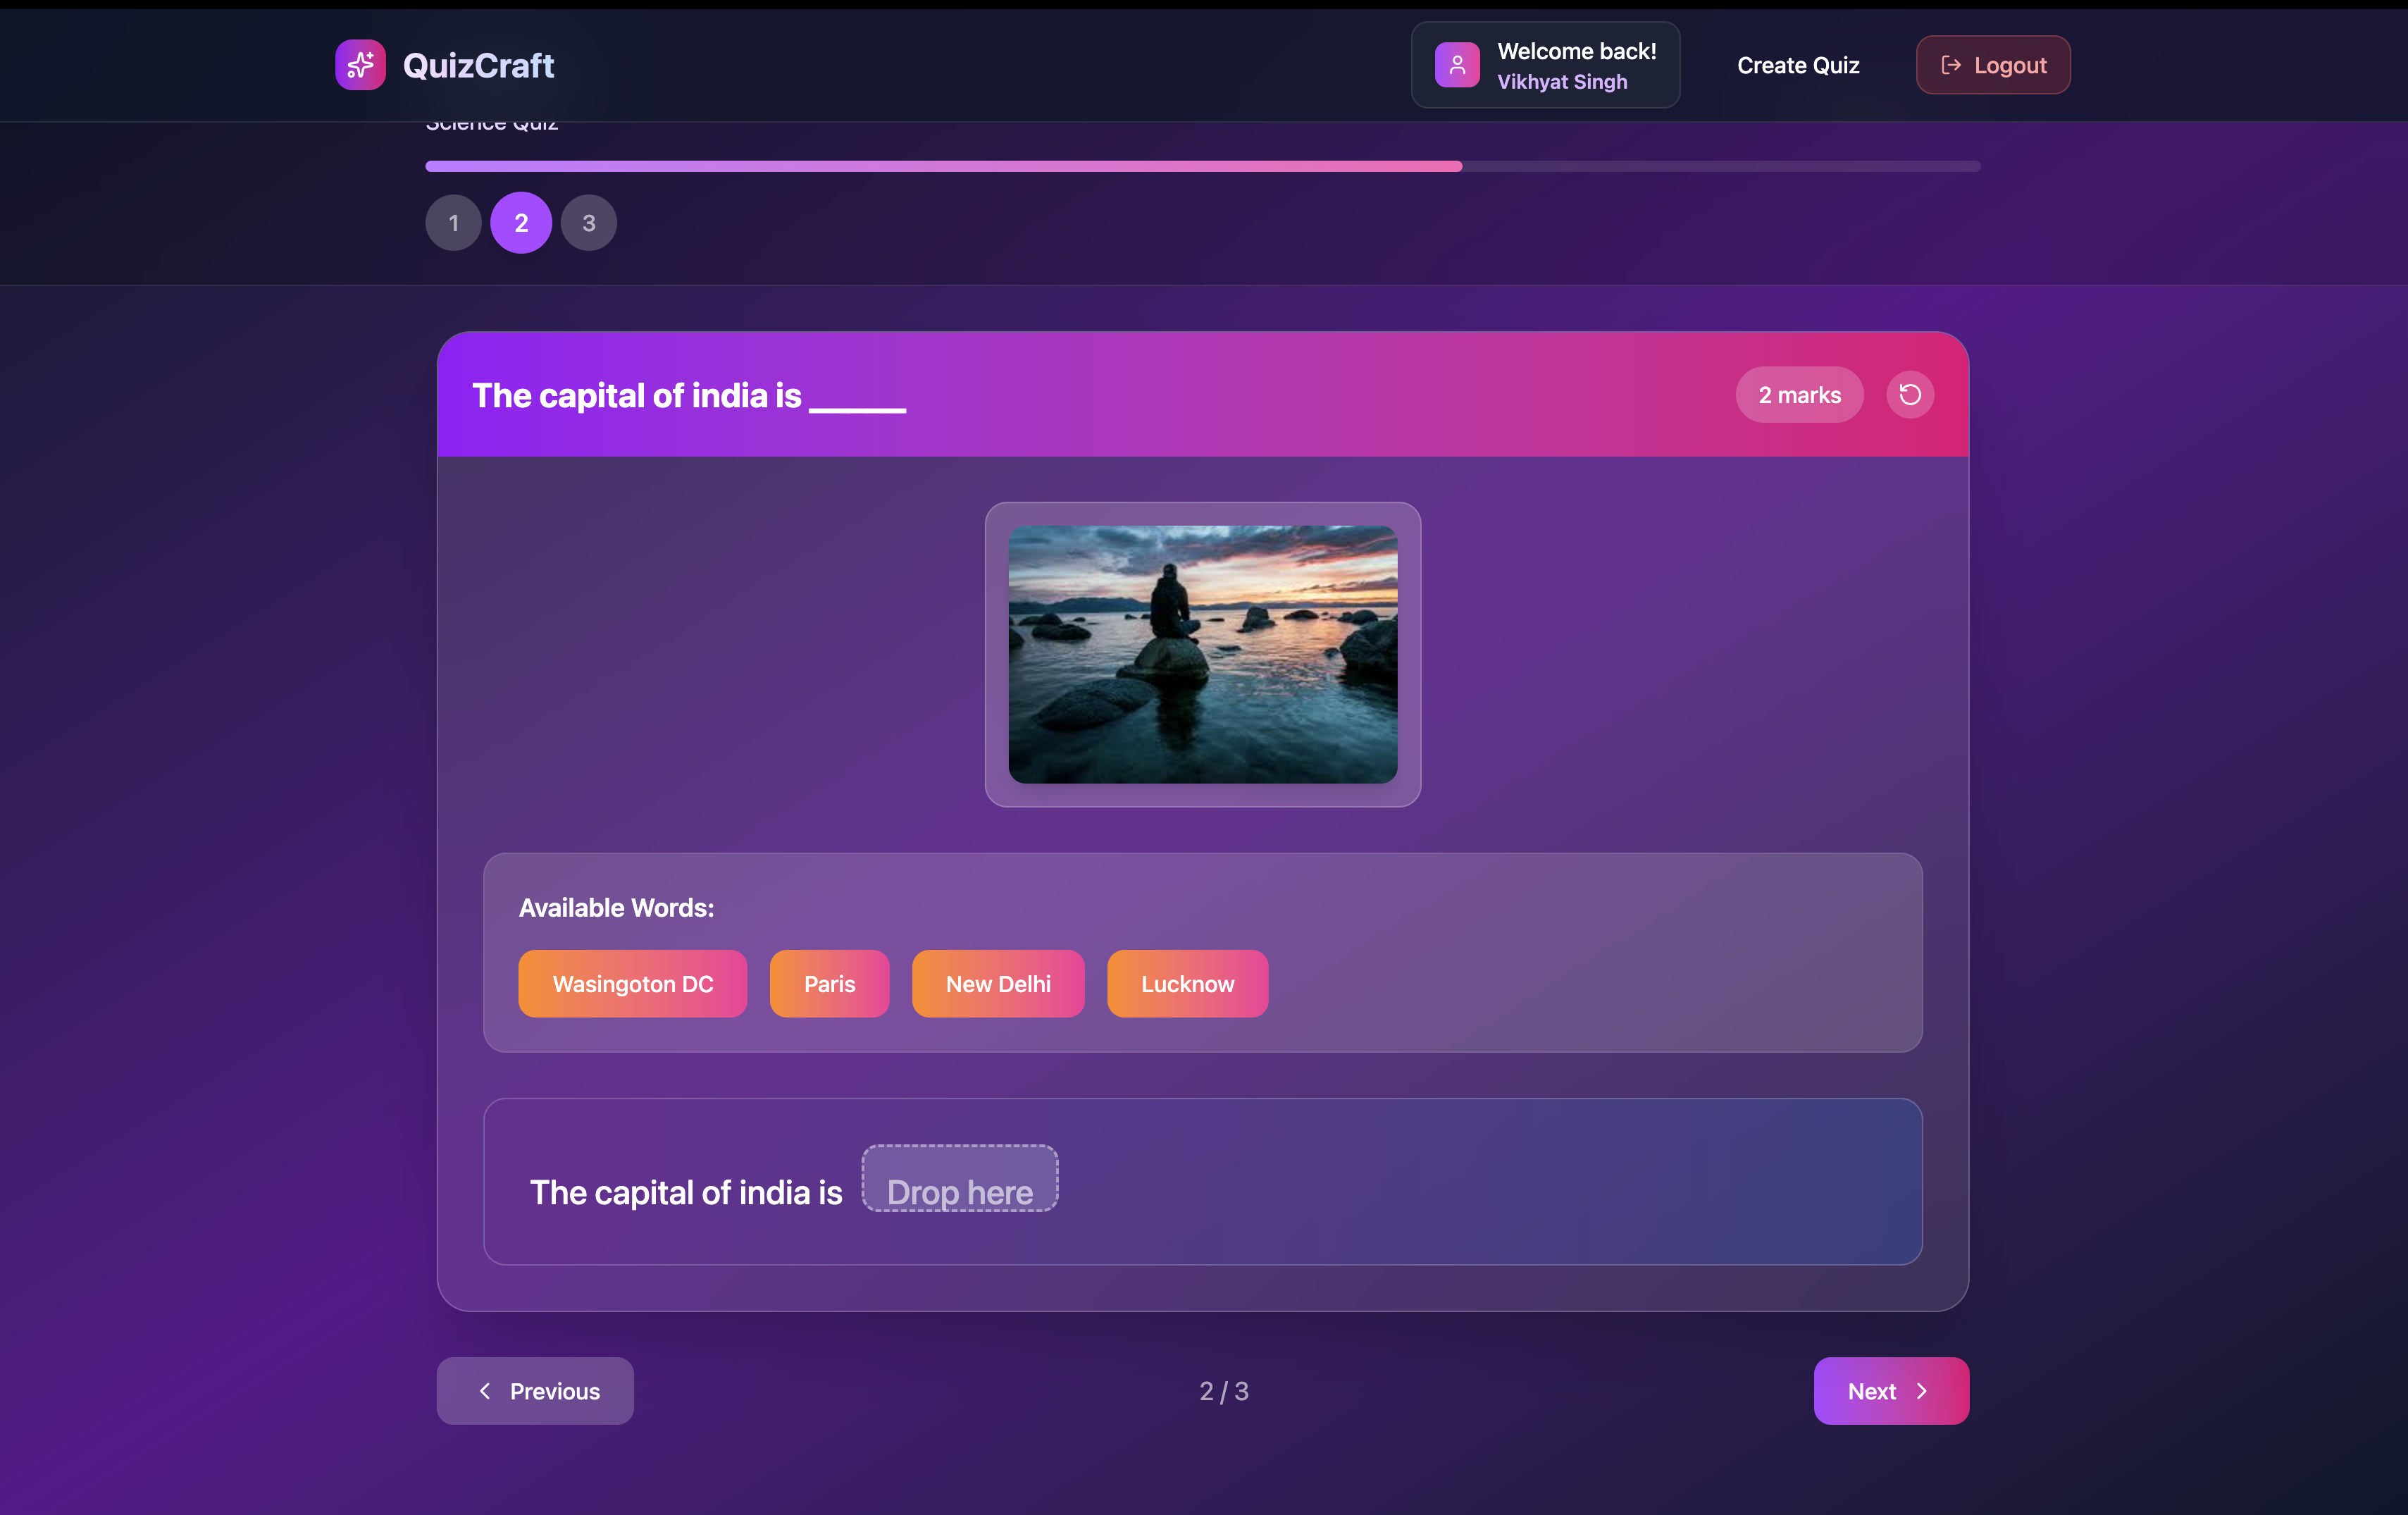 QuizCraft
Welcome back!
Vikhyat Singh
Create Quiz
Logout
Science Quiz
1
2
3
The capital of india is ______
2 marks
Available Words:
Wasingoton DC
Paris
New Delhi
Lucknow
The capital of india is Drop here
Previous
2 / 3
Next